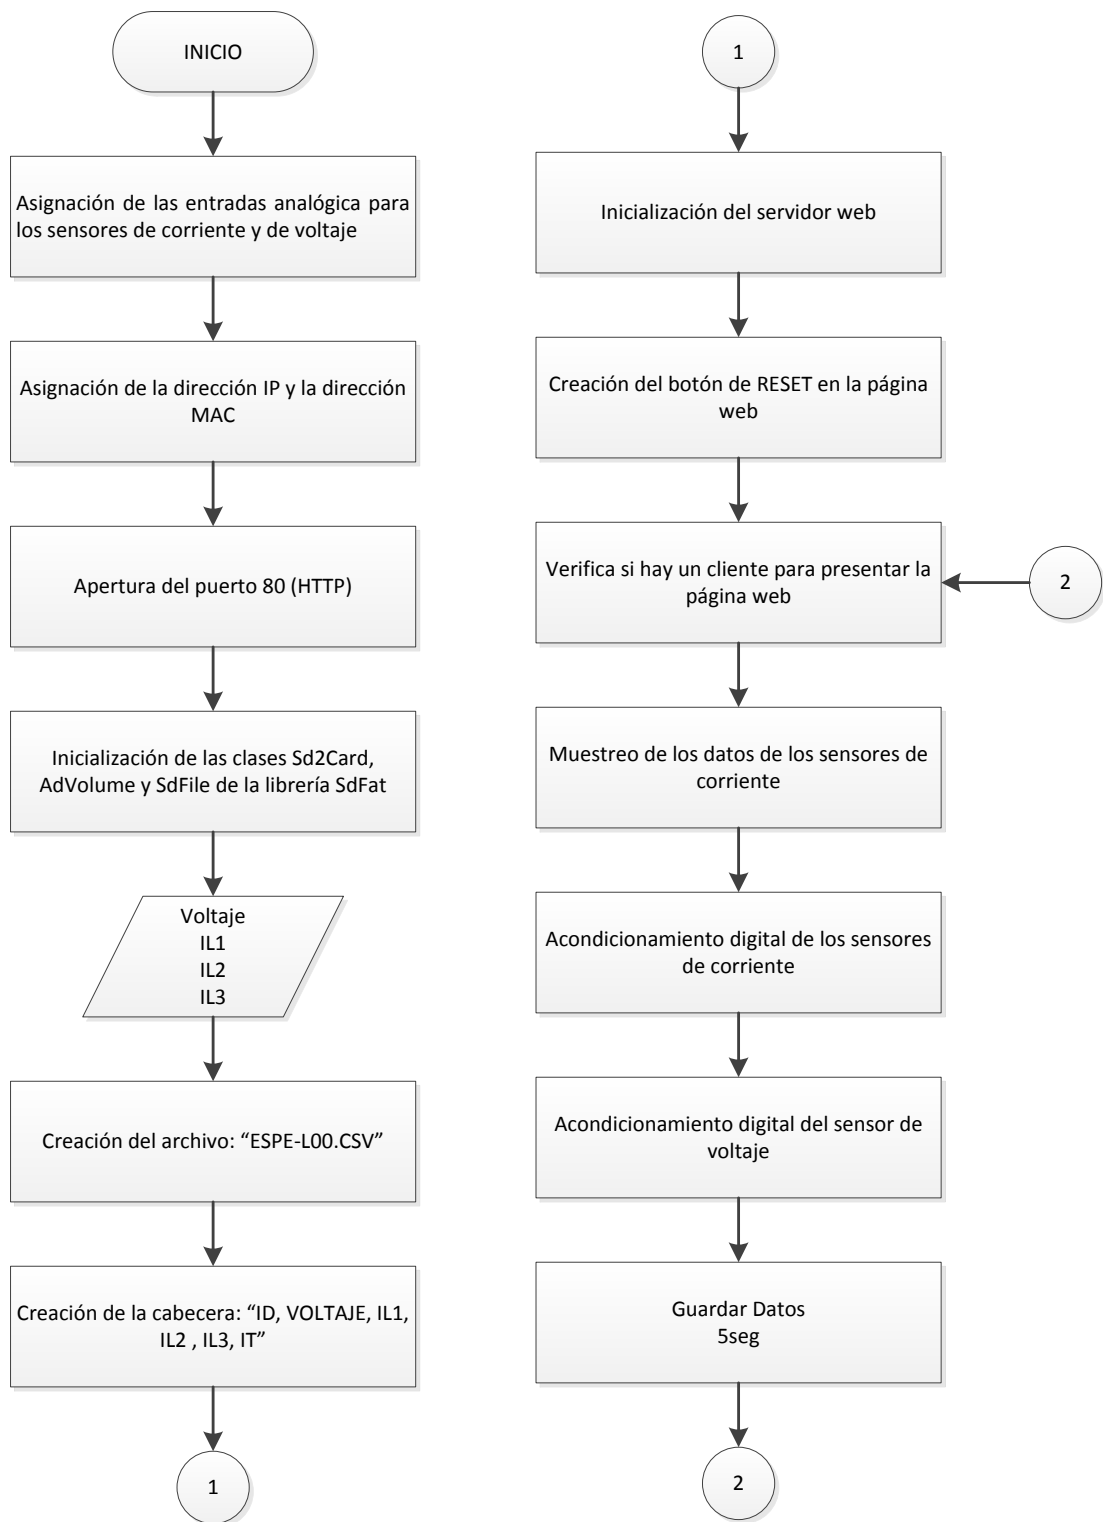 INICIO
Asignación de las entradas analógica para
los sensores de corriente y de voltaje
Asignación de la dirección IP y la dirección
MAC
Apertura del puerto 80 (HTTP)
Inicialización de las clases Sd2Card,
AdVolume y SdFile de la librería SdFat
Voltaje
IL1
IL2
IL3
Creación del archivo: “ESPE-L00.CSV”
Creación de la cabecera: “ID, VOLTAJE, IL1,
IL2 , IL3, IT”
1
1
Inicialización del servidor web
Creación del botón de RESET en la página
web
Verifica si hay un cliente para presentar la
página web
2
Muestreo de los datos de los sensores de
corriente
Acondicionamiento digital de los sensores
de corriente
Acondicionamiento digital del sensor de
voltaje
Guardar Datos
5seg
2